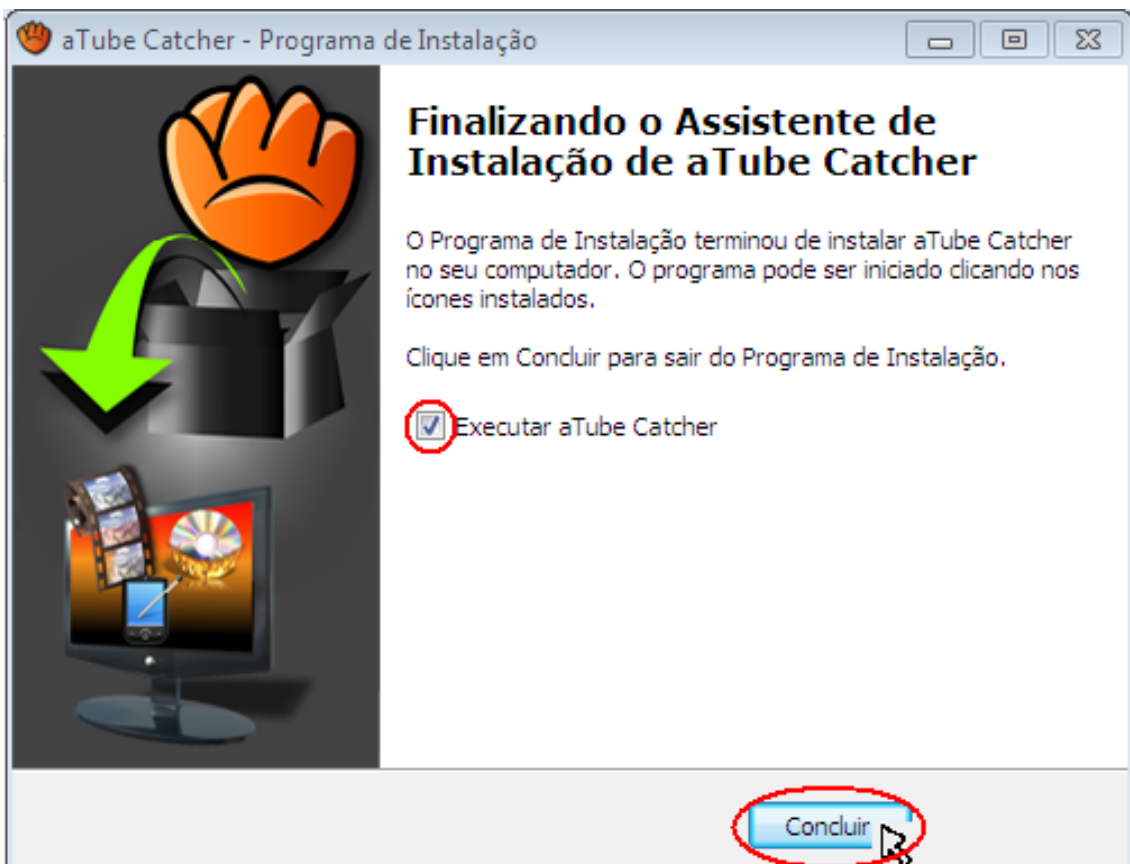 aTube Catcher - Programa de Instalação
Finalizando o Assistente de
Instalação de aTube Catcher
O Programa de Instalação terminou de instalar aTube Catcher
no seu computador. O programa pode ser iniciado clicando nos
ícones instalados.
Clique em Concluir para sair do Programa de Instalação.
Executar aTube Catcher
Concluir